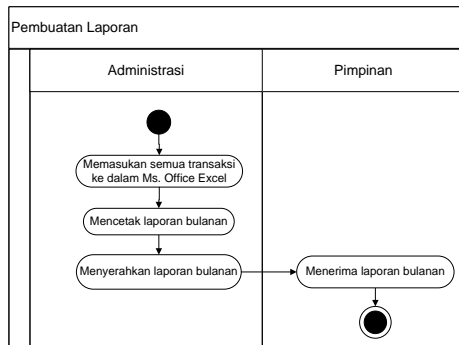 Pembuatan Laporan
Administrasi
Pimpinan
Memasukan semua transaksi
ke dalam Ms. Office Excel
Mencetak laporan bulanan
Menyerahkan laporan bulanan
Menerima laporan bulanan